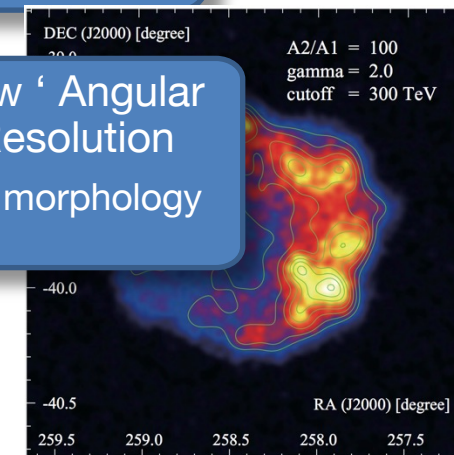 DEC (J2000) [degree]
A2/A1 = 100
gamma = 2.0
cutoff = 300 TeV
‘ Angular
morphology
-40.0
-40.5
RA (J2000) [degree]
259.5 259.0 258.5 258.0 257.5